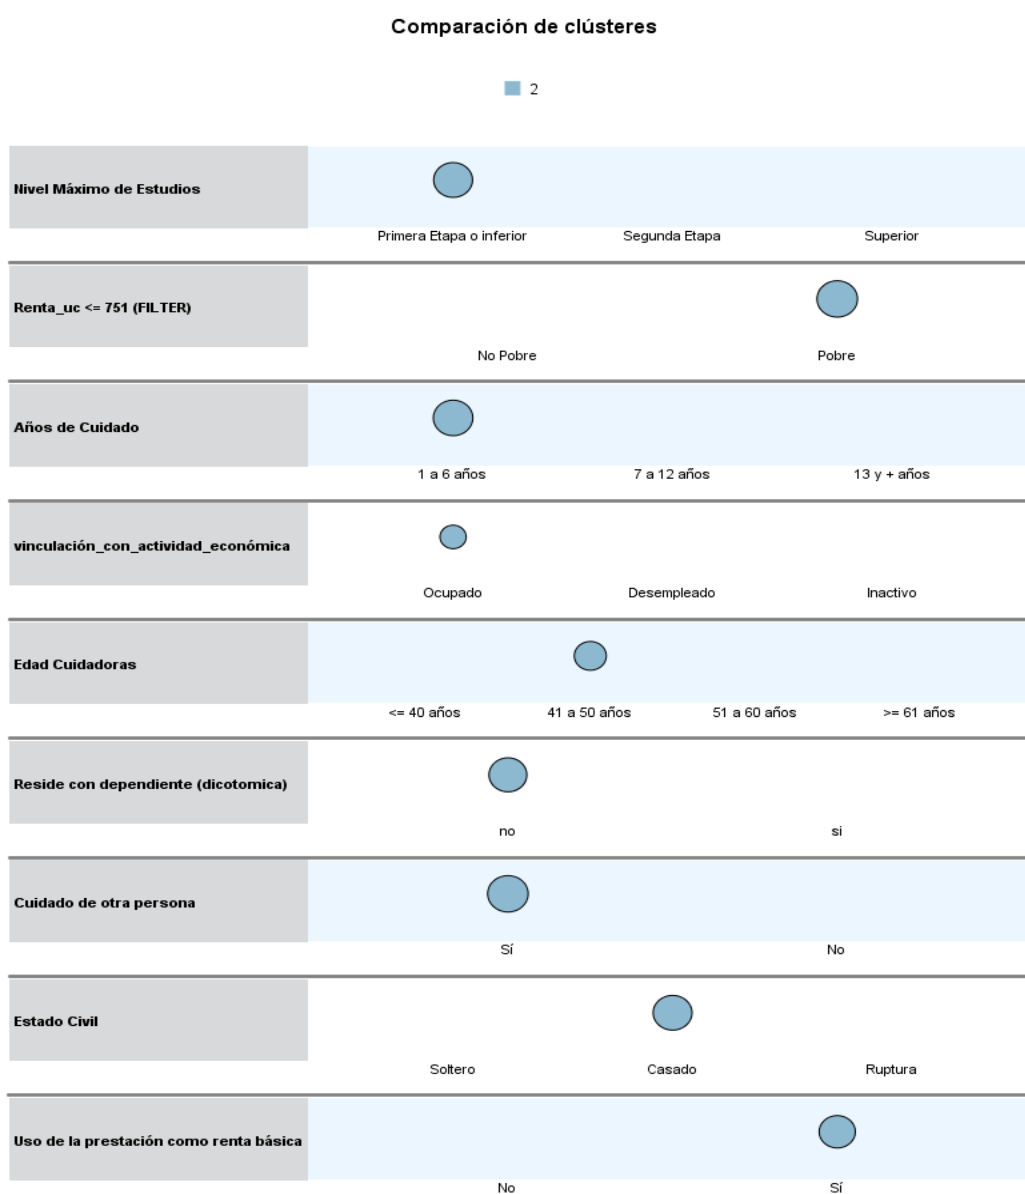 Comparación de clústeres
2
Nivel Máximo de Estudios
Primera Etapa o inferior Segunda Etapa Superior
Renta_uc <= 751 (FILTER)
No Pobre Pobre
Años de Cuidado
1 a 6 años 7 a 12 años 13 y + años
vinculación_con_actividad_económica
Ocupado Desempleado Inactivo
Edad Cuidadoras
<= 40 años 41 a 50 años 51 a 60 años >= 61 años
Reside con dependiente (dicotomica)
no si
Cuidado de otra persona
Sí No
Estado Civil
Soltero Casado Ruptura
Uso de la prestación como renta básica
No Sí